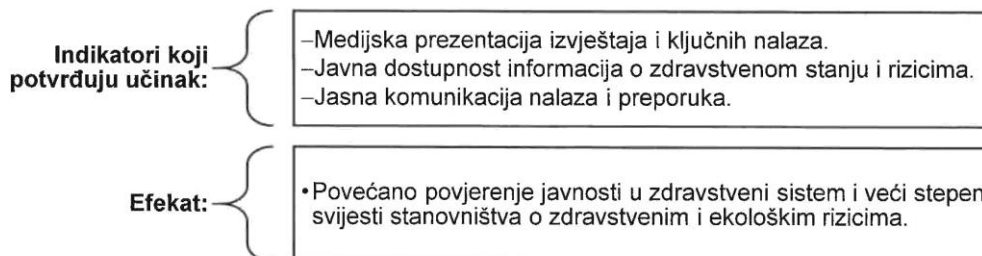 Indikatori koji
potvrđuju učinak:
–Medijska prezentacija izvještaja i ključnih nalaza.
–Javna dostupnost informacija o zdravstvenom stanju i rizicima.
–Jasna komunikacija nalaza i preporuka.
Efekat:
•Povećano povjerenje javnosti u zdravstveni sistem i veći stepen
svijesti stanovništva o zdravstvenim i ekološkim rizicima.